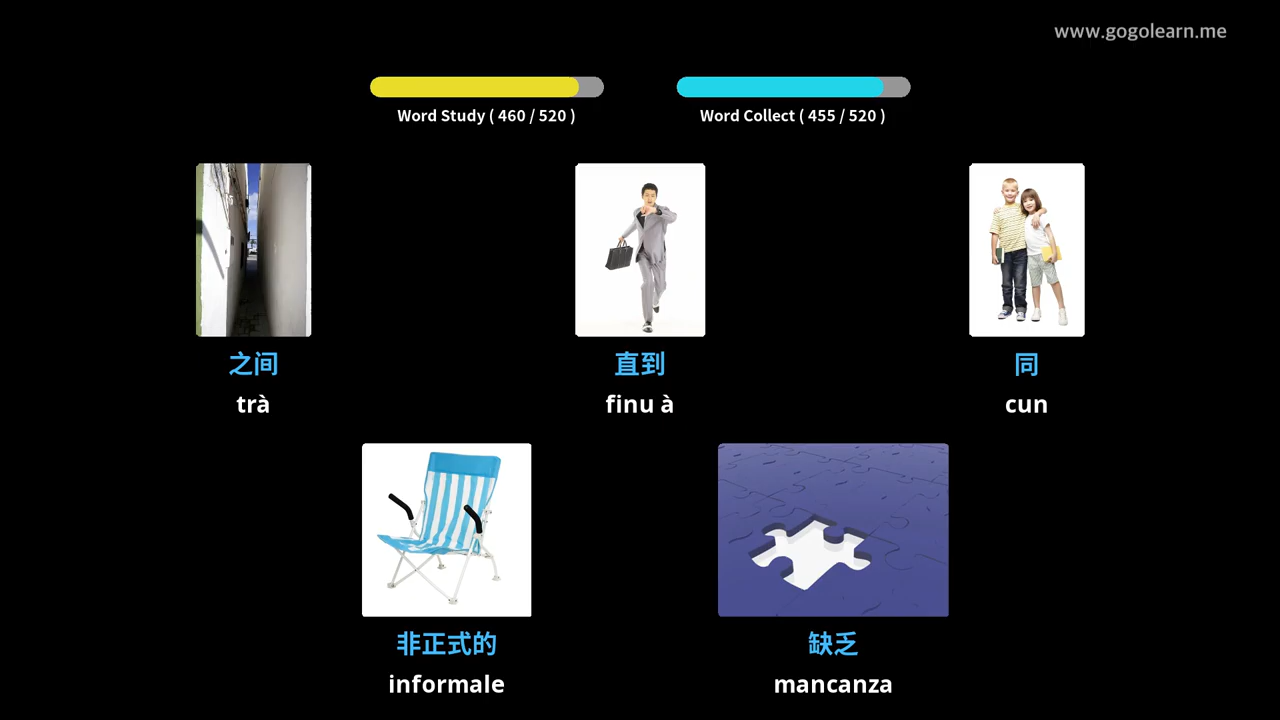 www.gogolearn.me
Word Study ( 460 / 520 )
Word Collect ( 455 / 520 )
之间
trà
直到
finu à
同
cun
非正式的
informale
缺乏
mancanza